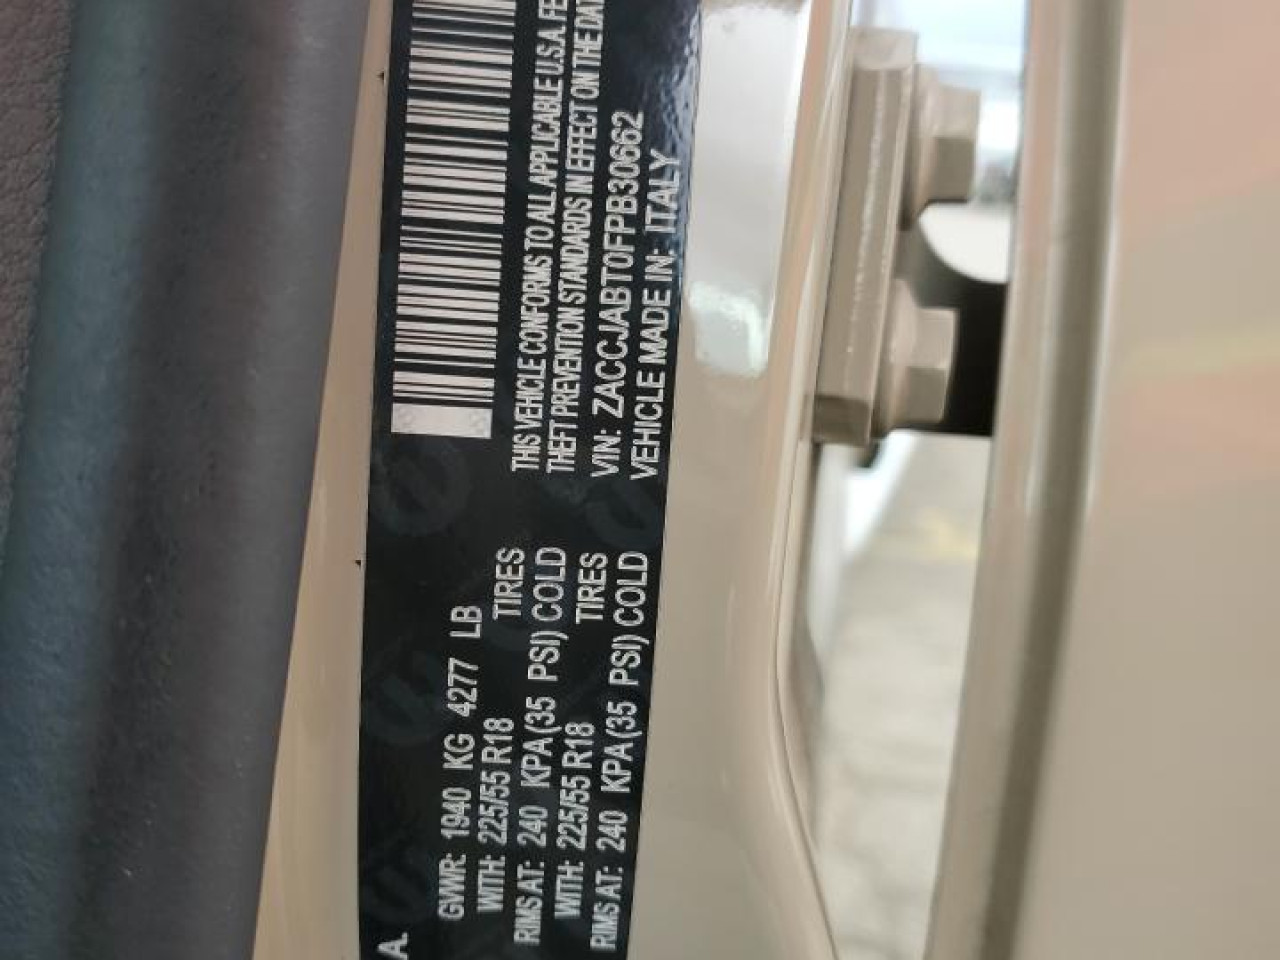 A.
GVWR: 1940 KG 4277 LB
WITH: 225/55 R18 TIRES
RIMS AT: 240 KPA (35 PSI) COLD
WITH: 225/55 R18 TIRES
RIMS AT: 240 KPA (35 PSI) COLD
THIS VEHICLE CONFORMS TO ALL APPLICABLE U.S.A. FE
THEFT PREVENTION STANDARDS IN EFFECT ON THE DAT
VIN: ZACCJABT0FPB30662
VEHICLE MADE IN: ITALY